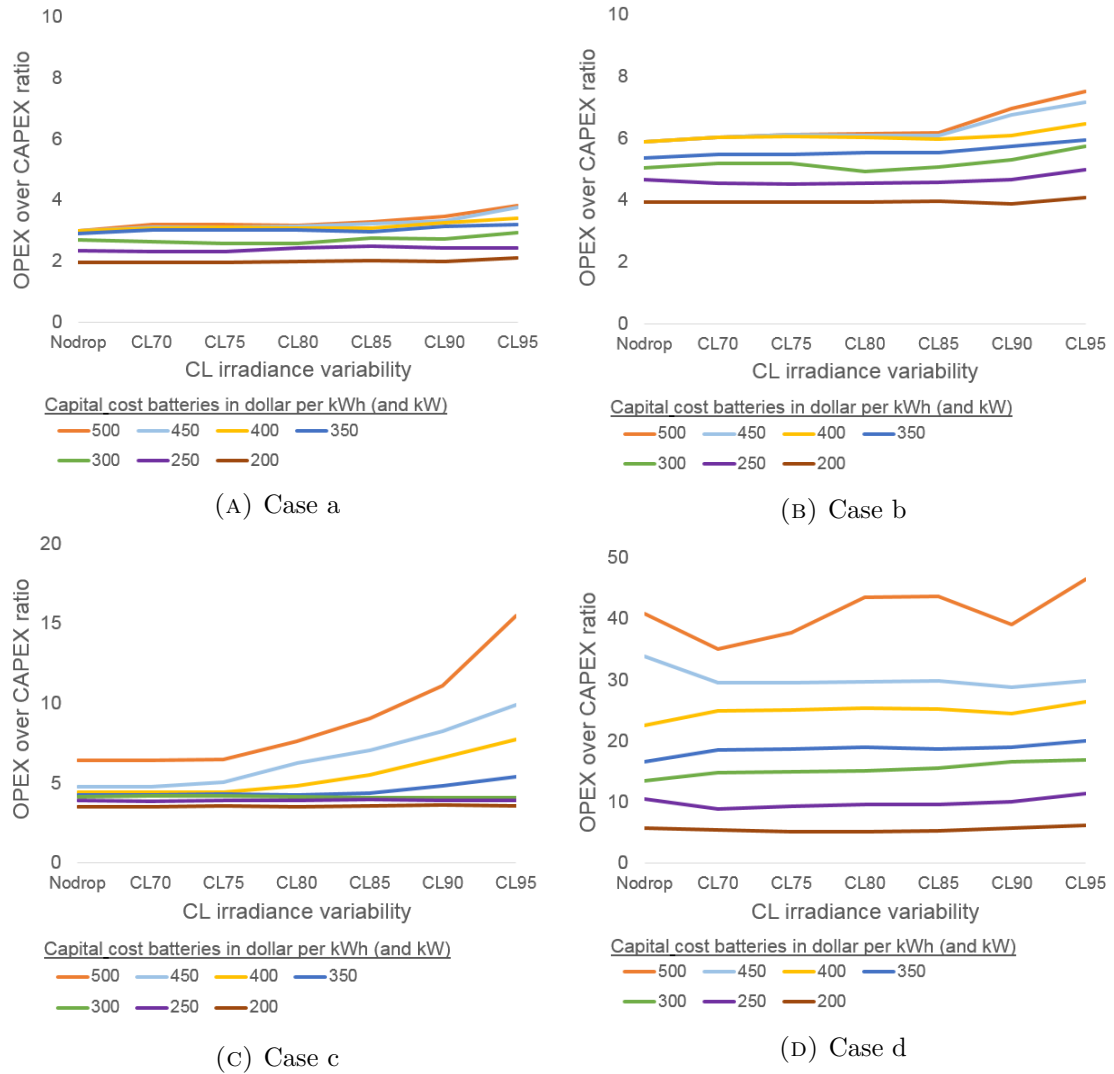 10
8
6
4
2
0
OPEX over CAPEX ratio
Nodrop CL70 CL75 CL80 CL85 CL90 CL95
CL irradiance variability
Capital cost batteries in dollar per kWh (and kW)
500 450 400 350
300 250 200
(A) Case a
10
8
6
4
2
0
OPEX over CAPEX ratio
Nodrop CL70 CL75 CL80 CL85 CL90 CL95
CL irradiance variability
Capital cost batteries in dollar per kWh (and kW)
500 450 400 350
300 250 200
(B) Case b
20
15
10
5
0
OPEX over CAPEX ratio
Nodrop CL70 CL75 CL80 CL85 CL90 CL95
CL irradiance variability
Capital cost batteries in dollar per kWh (and kW)
500 450 400 350
300 250 200
(C) Case c
50
40
30
20
10
0
OPEX over CAPEX ratio
Nodrop CL70 CL75 CL80 CL85 CL90 CL95
CL irradiance variability
Capital cost batteries in dollar per kWh (and kW)
500 450 400 350
300 250 200
(D) Case d